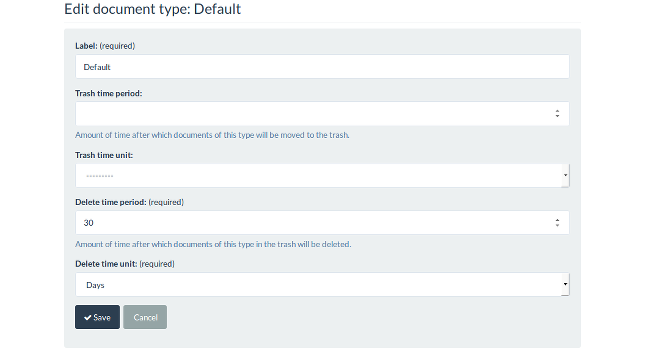 Edit document type: Default
Label: (required)
Default
Trash time period:
Amount of time after which documents of this type will be moved to the trash.
Trash time unit:
---------
Delete time period: (required)
30
Amount of time after which documents of this type in the trash will be deleted.
Delete time unit: (required)
Days
Save Cancel